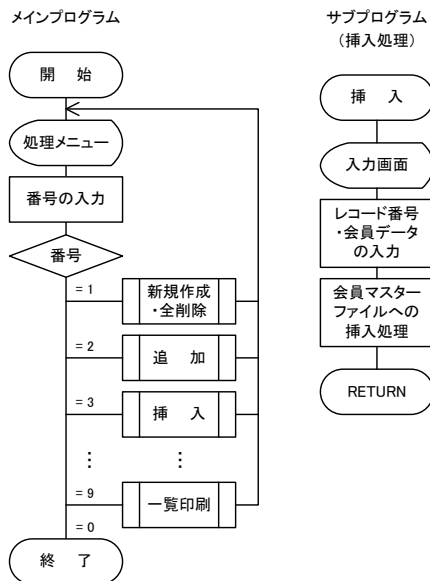 メインプログラム
開 始
処理メニュー
番号の入力
番号
= 1
新規作成
・全削除
= 2
追 加
= 3
挿 入
⋮
⋮
= 9
一覧印刷
= 0
終 了
サブプログラム
（挿入処理）
挿 入
入力画面
レコード番号
・会員データ
の入力
会員マスター
ファイルへの
挿入処理
RETURN